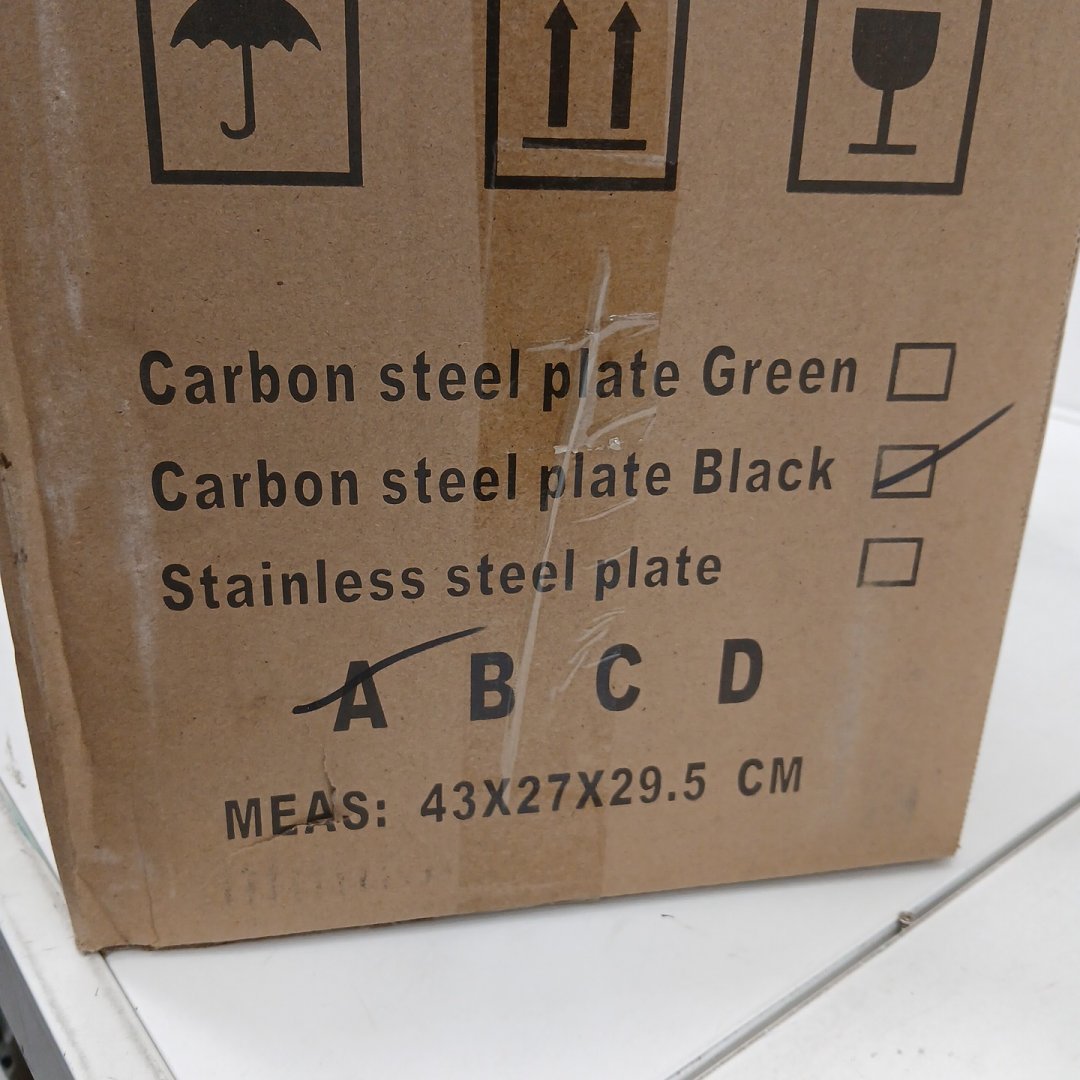 Carbon steel plate Green
Carbon steel plate Black
Stainless steel plate
A B C D
MEAS: 43X27X29.5 CM